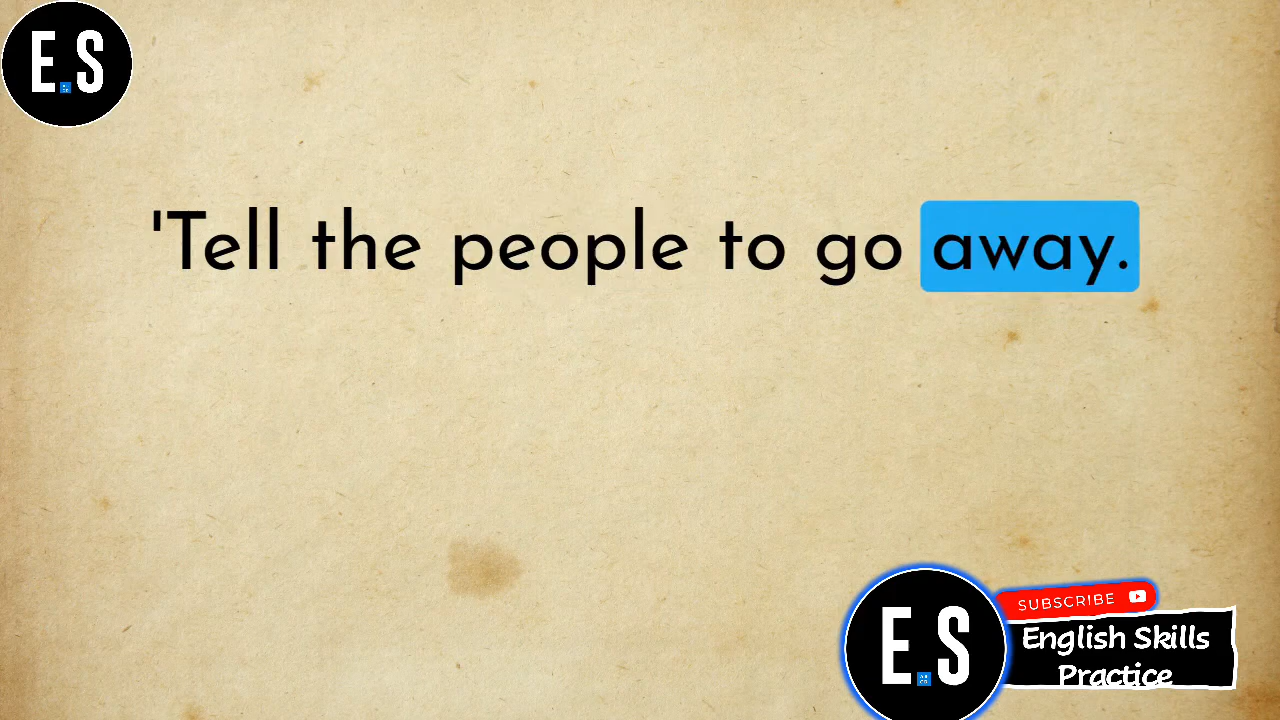 E.S
'Tell the people to go away.
E.S
SUBSCRIBE
English Skills
Practice